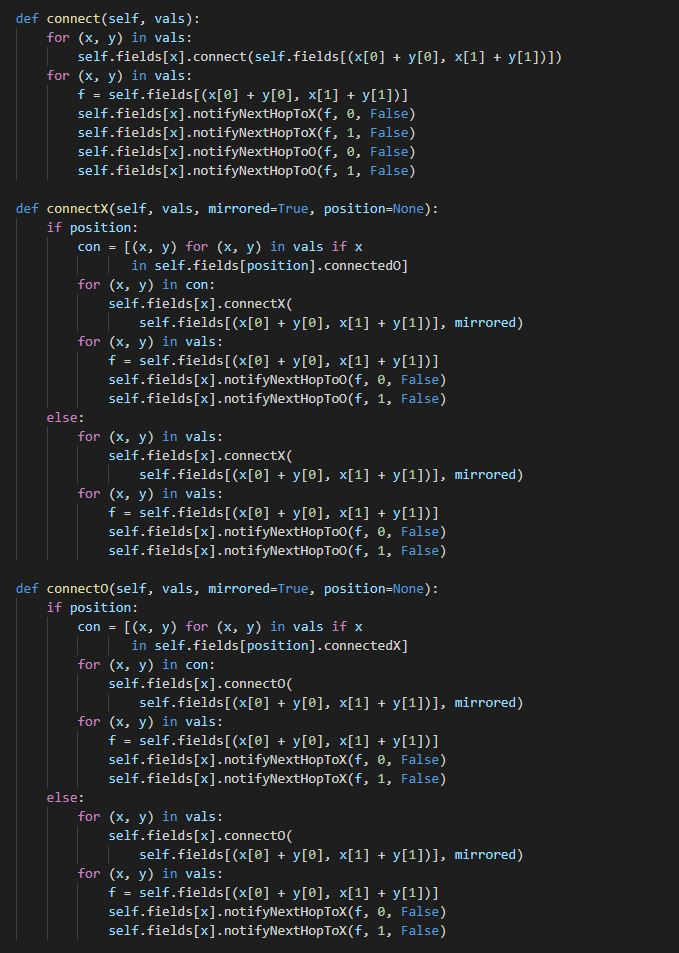 def connect(self, vals):
    for (x, y) in vals:
        self.fields[x].connect(self.fields[(x[0] + y[0], x[1] + y[1])])
    for (x, y) in vals:
        f = self.fields[(x[0] + y[0], x[1] + y[1])]
        self.fields[x].notifyNextHopToX(f, 0, False)
        self.fields[x].notifyNextHopToX(f, 1, False)
        self.fields[x].notifyNextHopToO(f, 0, False)
        self.fields[x].notifyNextHopToO(f, 1, False)

def connectX(self, vals, mirrored=True, position=None):
    if position:
        con = [(x, y) for (x, y) in vals if x
               in self.fields[position].connectedO]
        for (x, y) in con:
            self.fields[x].connectX(
                self.fields[(x[0] + y[0], x[1] + y[1])], mirrored)
        for (x, y) in vals:
            f = self.fields[(x[0] + y[0], x[1] + y[1])]
            self.fields[x].notifyNextHopToO(f, 0, False)
            self.fields[x].notifyNextHopToO(f, 1, False)
    else:
        for (x, y) in vals:
            self.fields[x].connectX(
                self.fields[(x[0] + y[0], x[1] + y[1])], mirrored)
        for (x, y) in vals:
            f = self.fields[(x[0] + y[0], x[1] + y[1])]
            self.fields[x].notifyNextHopToO(f, 0, False)
            self.fields[x].notifyNextHopToO(f, 1, False)

def connectO(self, vals, mirrored=True, position=None):
    if position:
        con = [(x, y) for (x, y) in vals if x
               in self.fields[position].connectedX]
        for (x, y) in con:
            self.fields[x].connectO(
                self.fields[(x[0] + y[0], x[1] + y[1])], mirrored)
        for (x, y) in vals:
            f = self.fields[(x[0] + y[0], x[1] + y[1])]
            self.fields[x].notifyNextHopToX(f, 0, False)
            self.fields[x].notifyNextHopToX(f, 1, False)
    else:
        for (x, y) in vals:
            self.fields[x].connectO(
                self.fields[(x[0] + y[0], x[1] + y[1])], mirrored)
        for (x, y) in vals:
            f = self.fields[(x[0] + y[0], x[1] + y[1])]
            self.fields[x].notifyNextHopToX(f, 0, False)
            self.fields[x].notifyNextHopToX(f, 1, False)